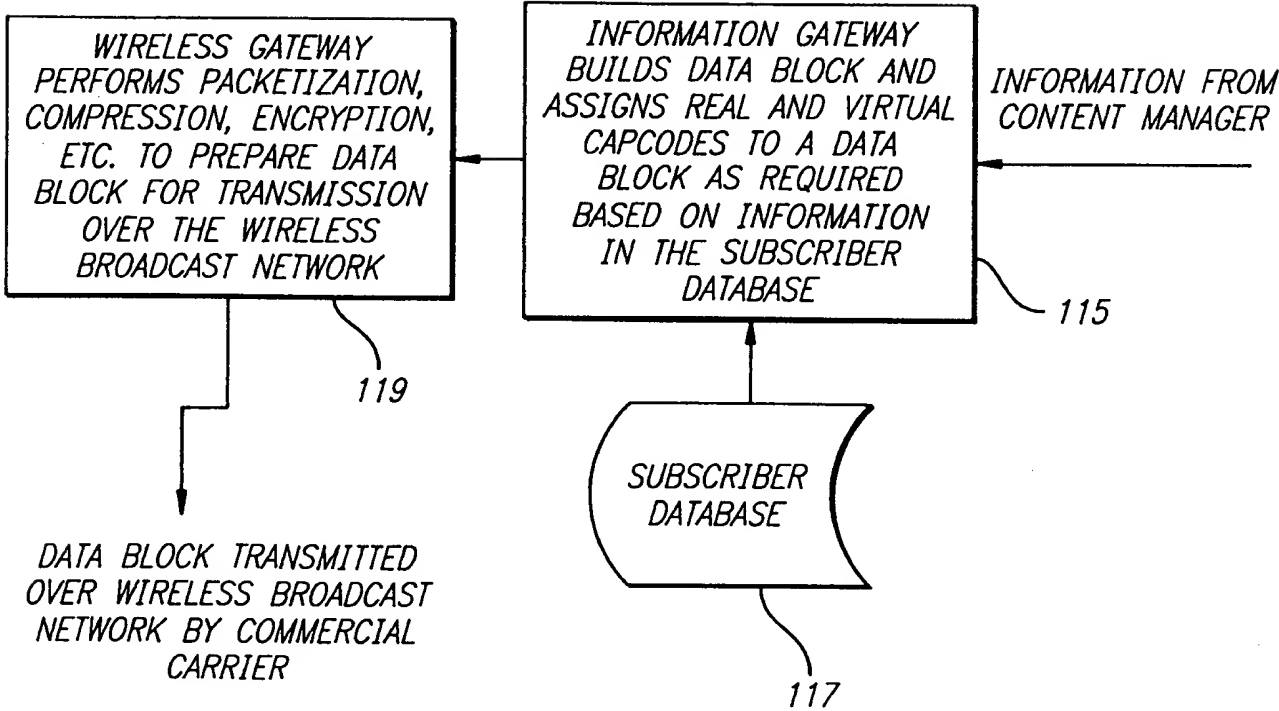 WIRELESS GATEWAY
PERFORMS PACKETIZATION,
COMPRESSION, ENCRYPTION,
ETC. TO PREPARE DATA
BLOCK FOR TRANSMISSION
OVER THE WIRELESS
BROADCAST NETWORK
119
INFORMATION GATEWAY
BUILDS DATA BLOCK AND
ASSIGNS REAL AND VIRTUAL
CAPCODES TO A DATA
BLOCK AS REQUIRED
BASED ON INFORMATION
IN THE SUBSCRIBER
DATABASE
115
INFORMATION FROM
CONTENT MANAGER
SUBSCRIBER
DATABASE
117
DATA BLOCK TRANSMITTED
OVER WIRELESS BROADCAST
NETWORK BY COMMERCIAL
CARRIER